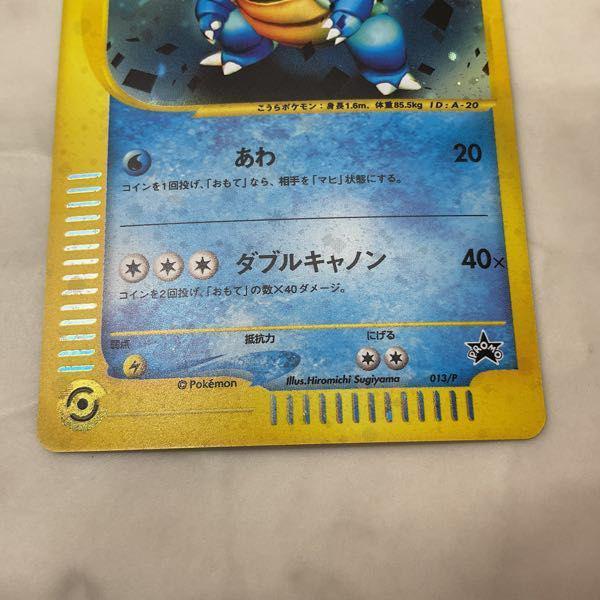 こうらポケモン：身長1.6m、体重85.5kg ID：A-20
あわ 20
コインを1回投げ、「おもて」なら、相手を「マヒ」状態にする。
ダブルキャノン 40×
コインを2回投げ、「おもて」の数×40ダメージ。
弱点 抵抗力 にげる
PROMO
©Pokémon Illus.Hiromichi Sugiyama 013/P